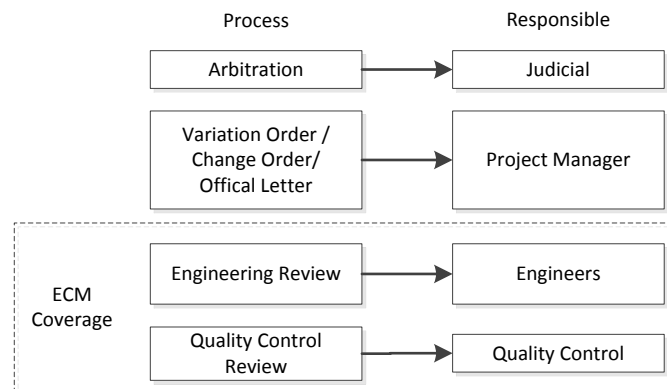 Process
Responsible
Arbitration
Judicial
Variation Order /
Change Order/
Offical Letter
Project Manager
ECM
Coverage
Engineering Review
Engineers
Quality Control
Review
Quality Control